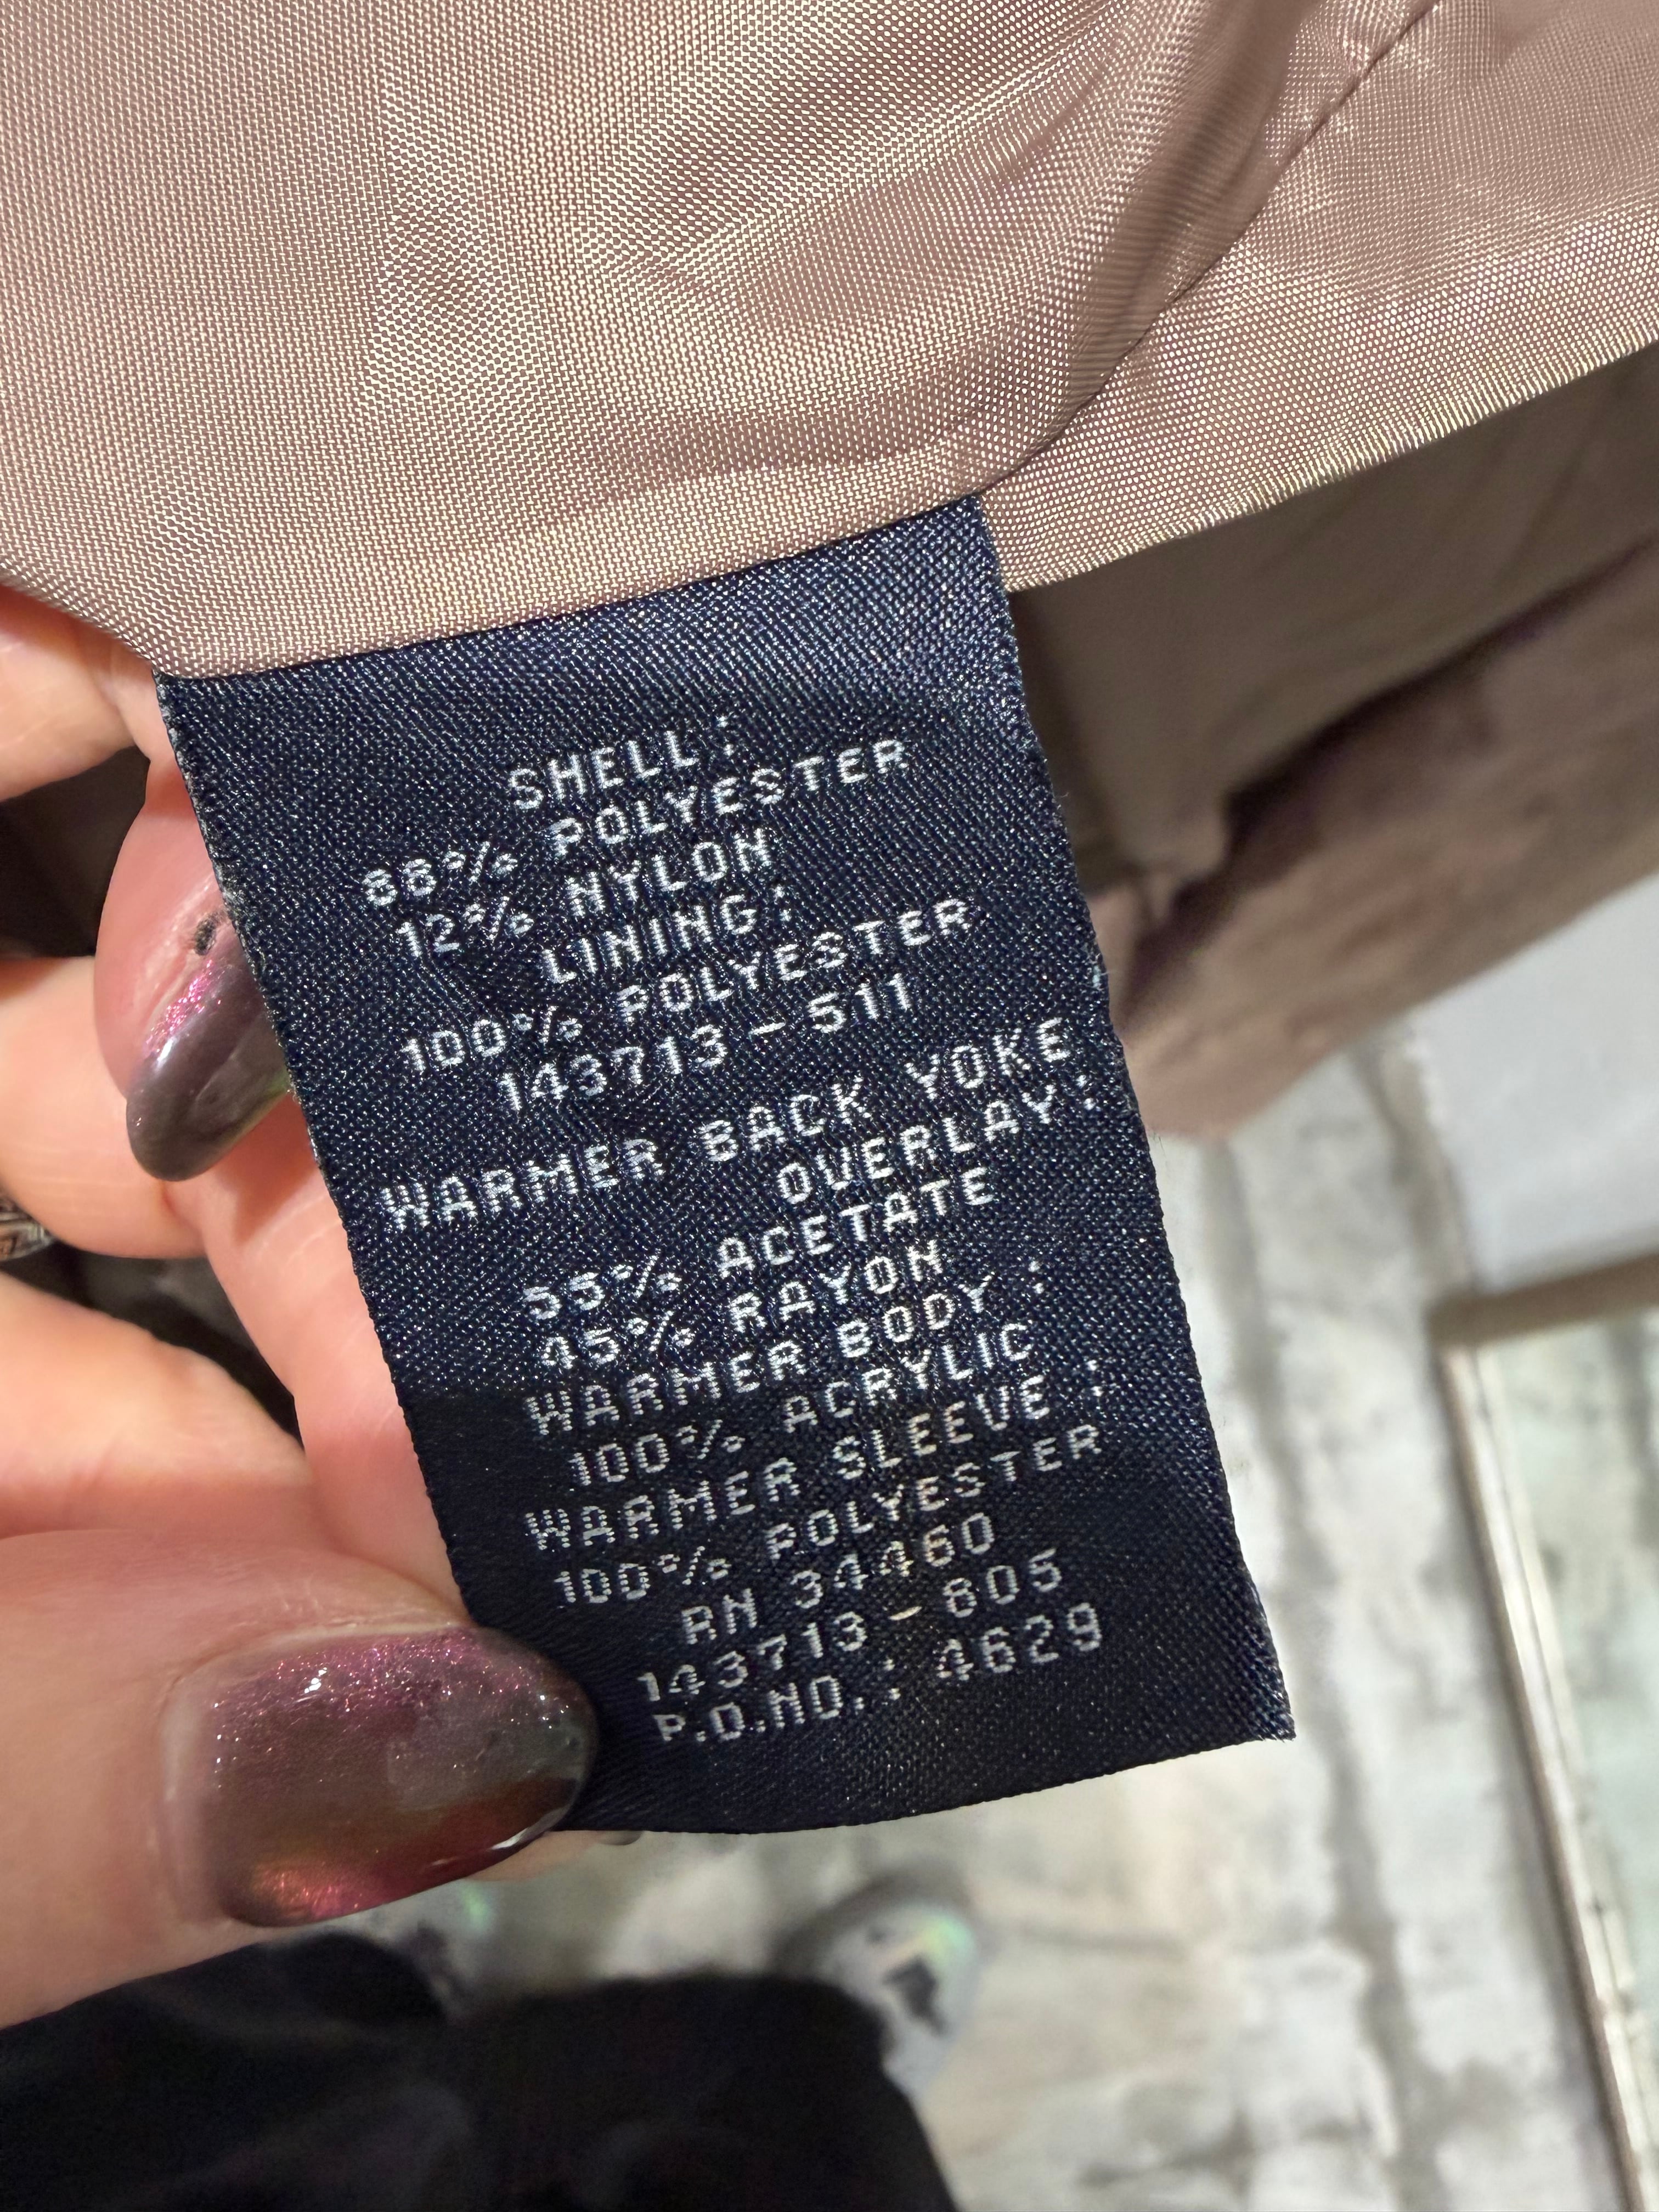 SHELL:
88% POLYESTER
12% NYLON
LINING:
100% POLYESTER
143713-511
WARMER BACK YOKE
OVERLAY:
55% ACETATE
45% RAYON
WARMER BODY:
100% ACRYLIC
WARMER SLEEVE:
100% POLYESTER
RN 34460
143713-805
P.O.NO.: 4629